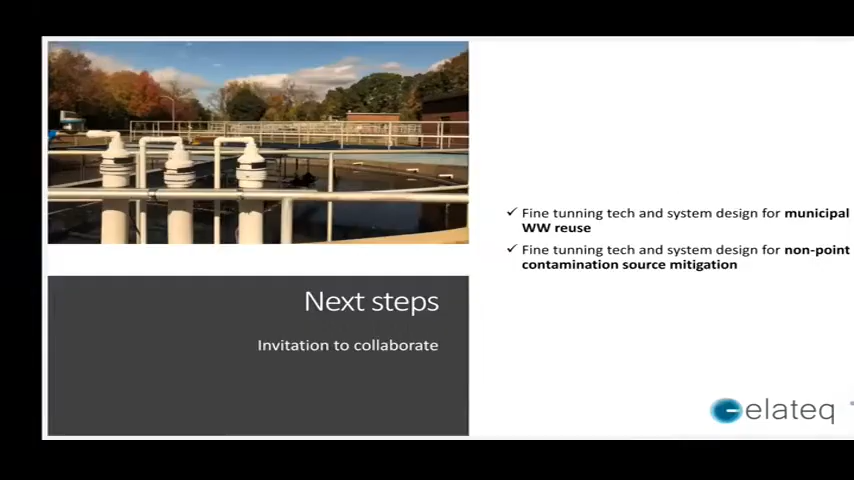 Fine tunning tech and system design for municipal
WW reuse
Fine tunning tech and system design for non-point
contamination source mitigation
Next steps
Invitation to collaborate
elateq